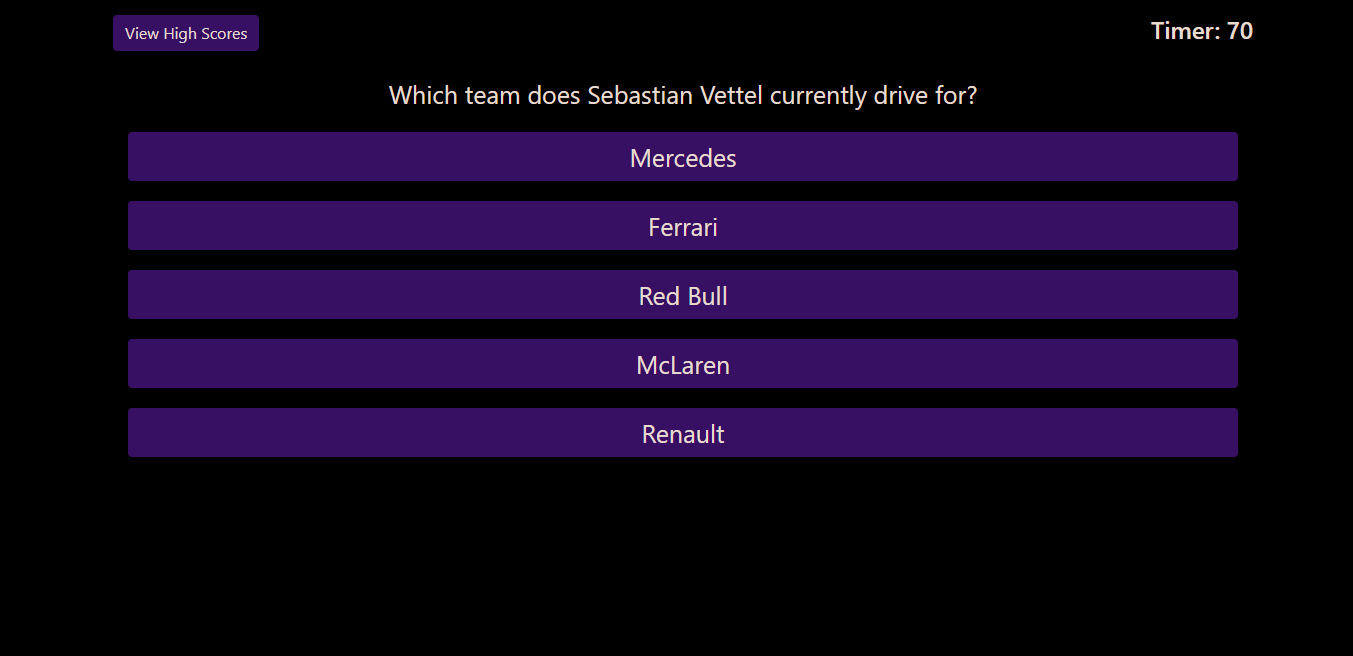 View High Scores
Timer: 70
Which team does Sebastian Vettel currently drive for?
Mercedes
Ferrari
Red Bull
McLaren
Renault